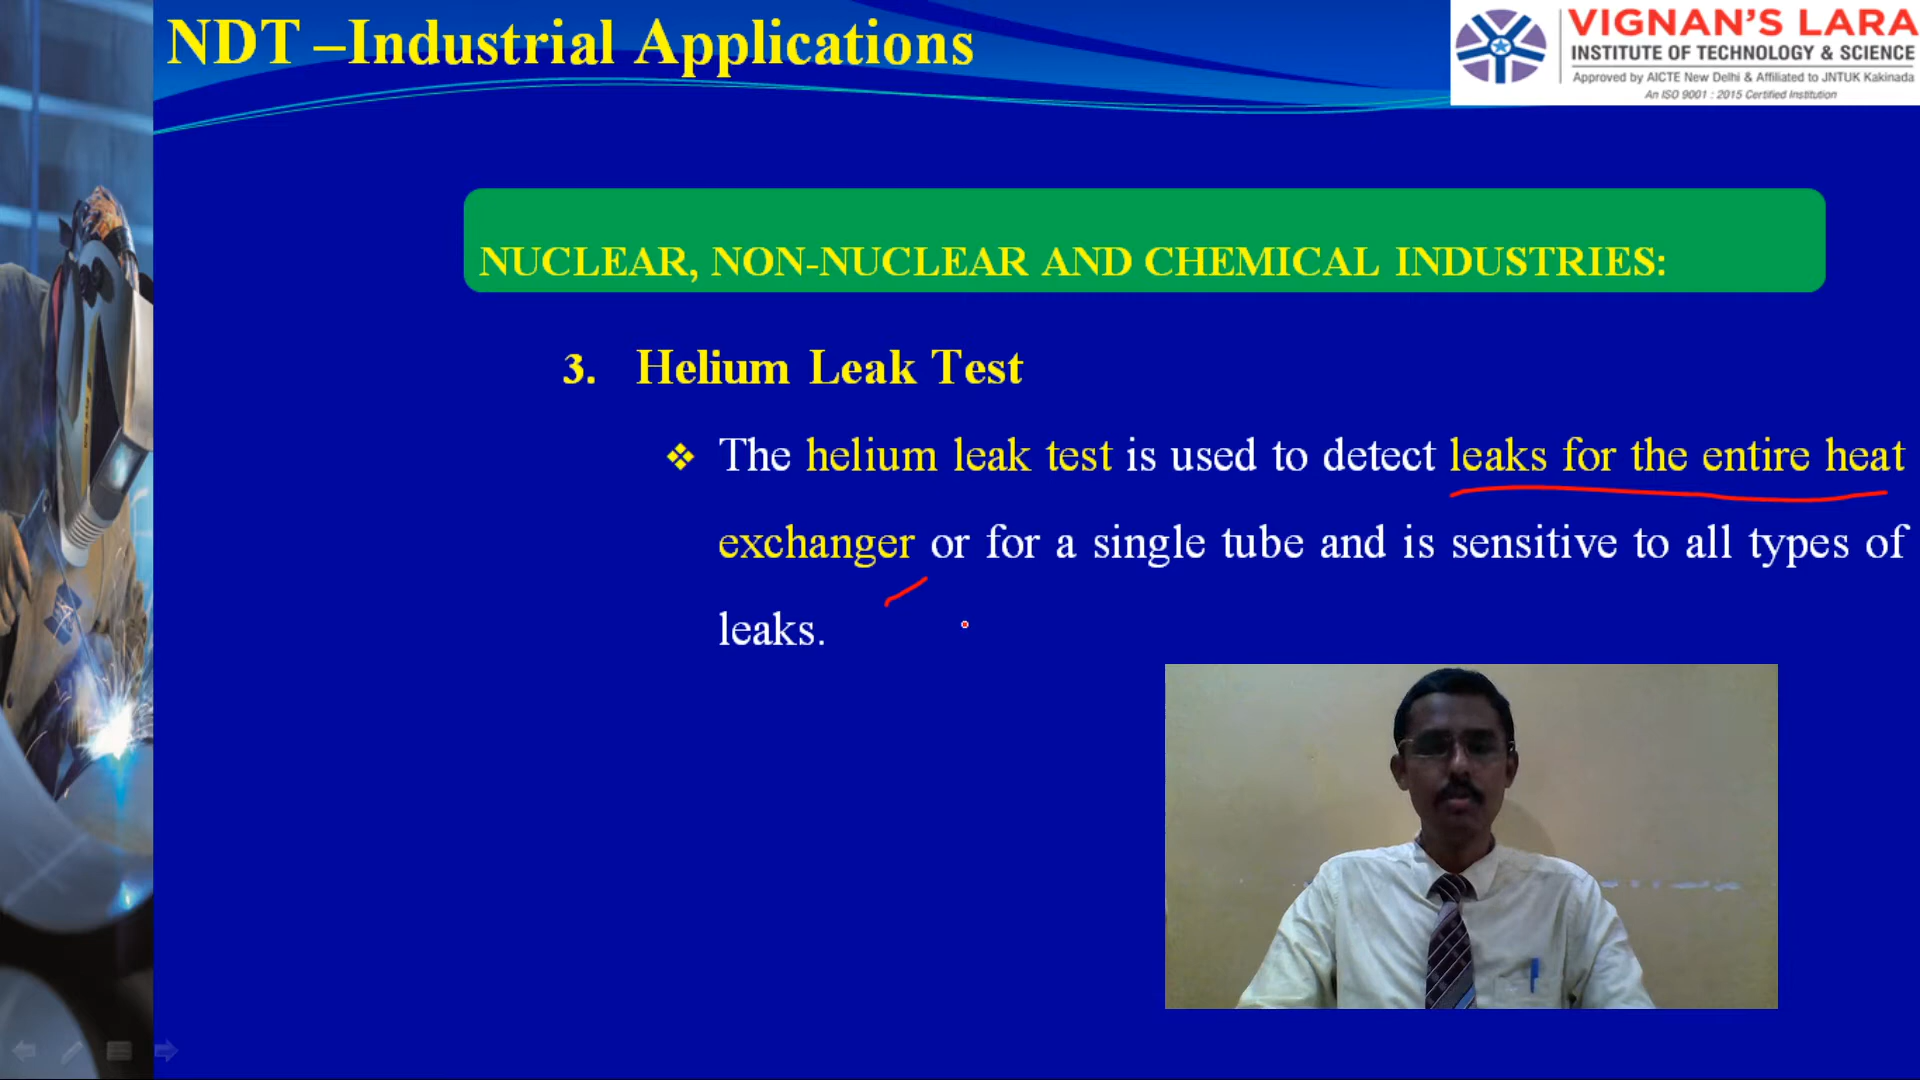 NDT –Industrial Applications
VIGNAN'S LARA
INSTITUTE OF TECHNOLOGY & SCIENCE
Approved by AICTE New Delhi & Affiliated to JNTUK Kakinada
An ISO 9001 : 2015 Certified Institution
NUCLEAR, NON-NUCLEAR AND CHEMICAL INDUSTRIES:
3. Helium Leak Test
❖ The helium leak test is used to detect leaks for the entire heat
exchanger or for a single tube and is sensitive to all types of
leaks.